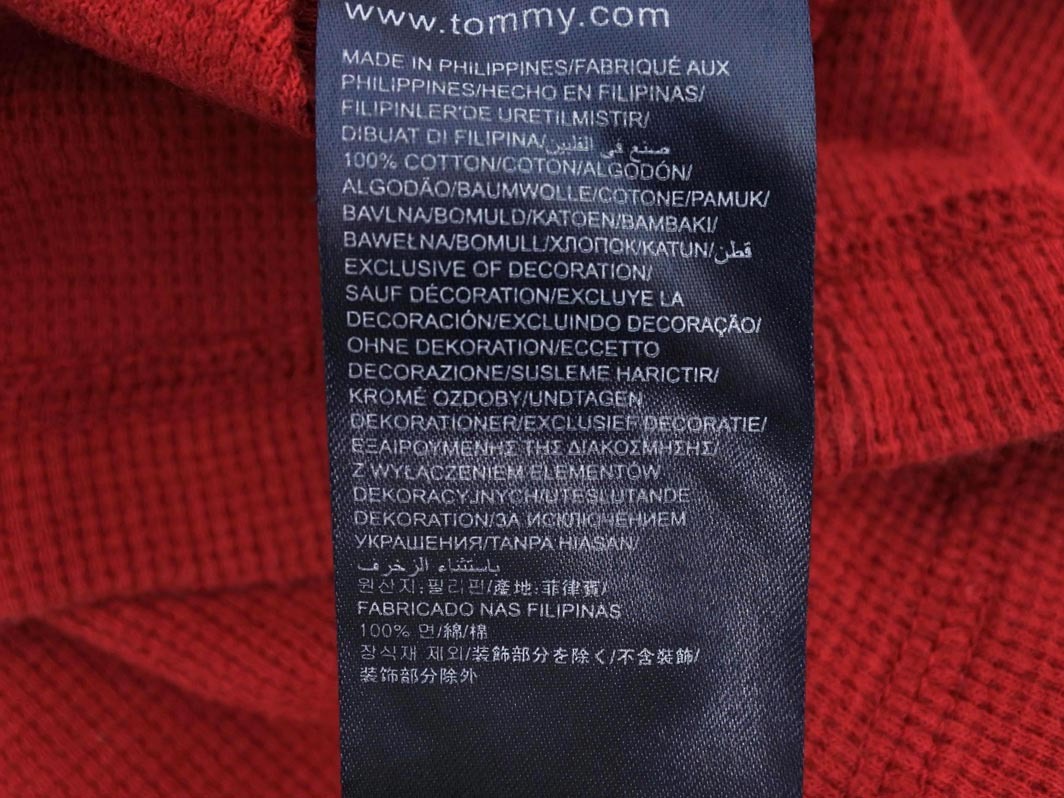 www.tommy.com
MADE IN PHILIPPINES/FABRIQUÉ AUX
PHILIPPINES/HECHO EN FILIPINAS/
FILIPINLER'DE URETILMISTIR/
DIBUAT DI FILIPINA/صنع في الفلبين
100% COTTON/COTON/ALGODÓN/
ALGODÃO/BAUMWOLLE/COTONE/PAMUK/
BAVLNA/BOMULD/KATOEN/BAMBAKI/
BAWEŁNA/BOMULL/ХЛОПОК/KATUN/قطن
EXCLUSIVE OF DECORATION/
SAUF DÉCORATION/EXCLUYE LA
DECORACIÓN/EXCLUINDO DECORAÇÃO/
OHNE DEKORATION/ECCETTO
DECORAZIONE/SUSLEME HARICTIR/
KROMÉ OZDOBY/UNDTAGEN
DEKORATIONER/EXCLUSIEF DECORATIE/
ΕΞΑΙΡΟΥΜΕΝΗΣ ΤΗΣ ΔΙΑΚΟΣΜΗΣΗΣ/
Z WYŁĄCZENIEM ELEMENTÓW
DEKORACYJNYCH/UTESLUTANDE
DEKORATION/ЗА ИСКЛЮЧЕНИЕМ
УКРАШЕНИЯ/TANPA HIASAN/
باستثناء الزخرف
원산지:필리핀/產地:菲律賓/
FABRICADO NAS FILIPINAS
100% 면/綿/棉
장식재 제외/装飾部分を除く/不含裝飾/
装饰部分除外